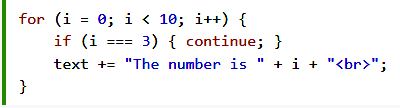 for (i = 0; i < 10; i++) {
    if (i === 3) { continue; }
    text += "The number is " + i + "<br>";
}